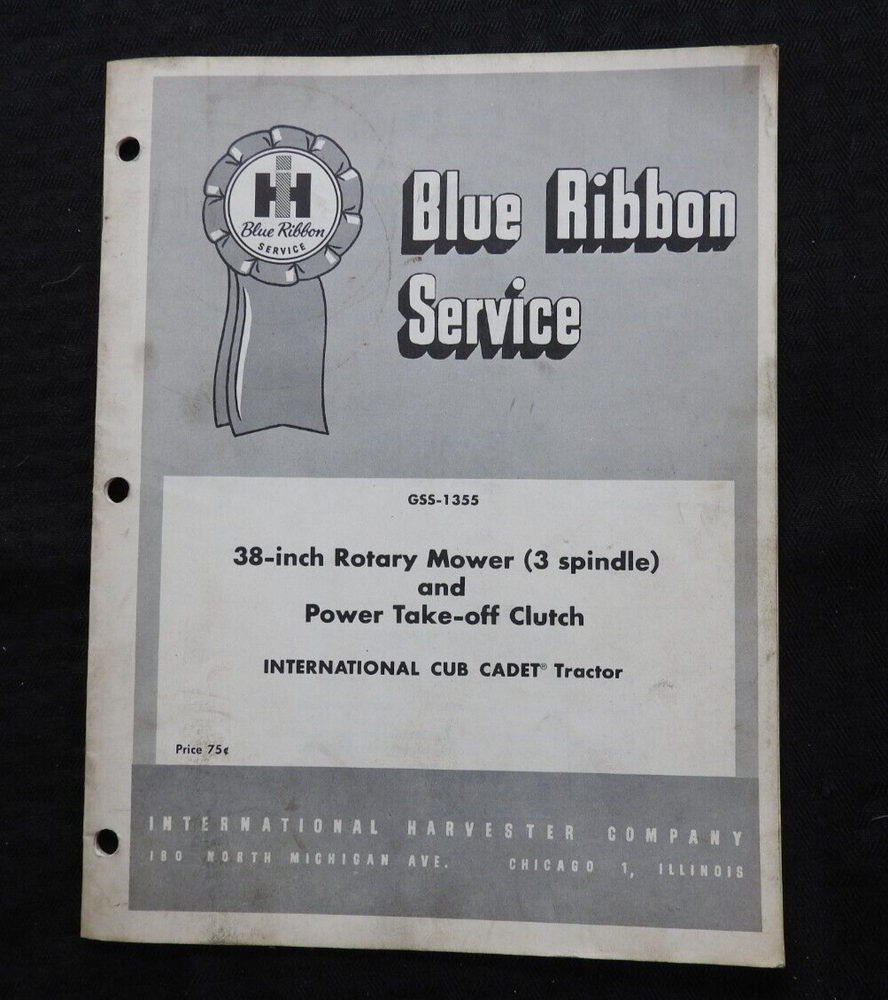 IH
Blue Ribbon
SERVICE
Blue Ribbon
Service
GSS-1355
38-inch Rotary Mower (3 spindle)
and
Power Take-off Clutch
INTERNATIONAL CUB CADET® Tractor
Price 75¢
INTERNATIONAL HARVESTER COMPANY
180 NORTH MICHIGAN AVE. CHICAGO 1, ILLINOIS